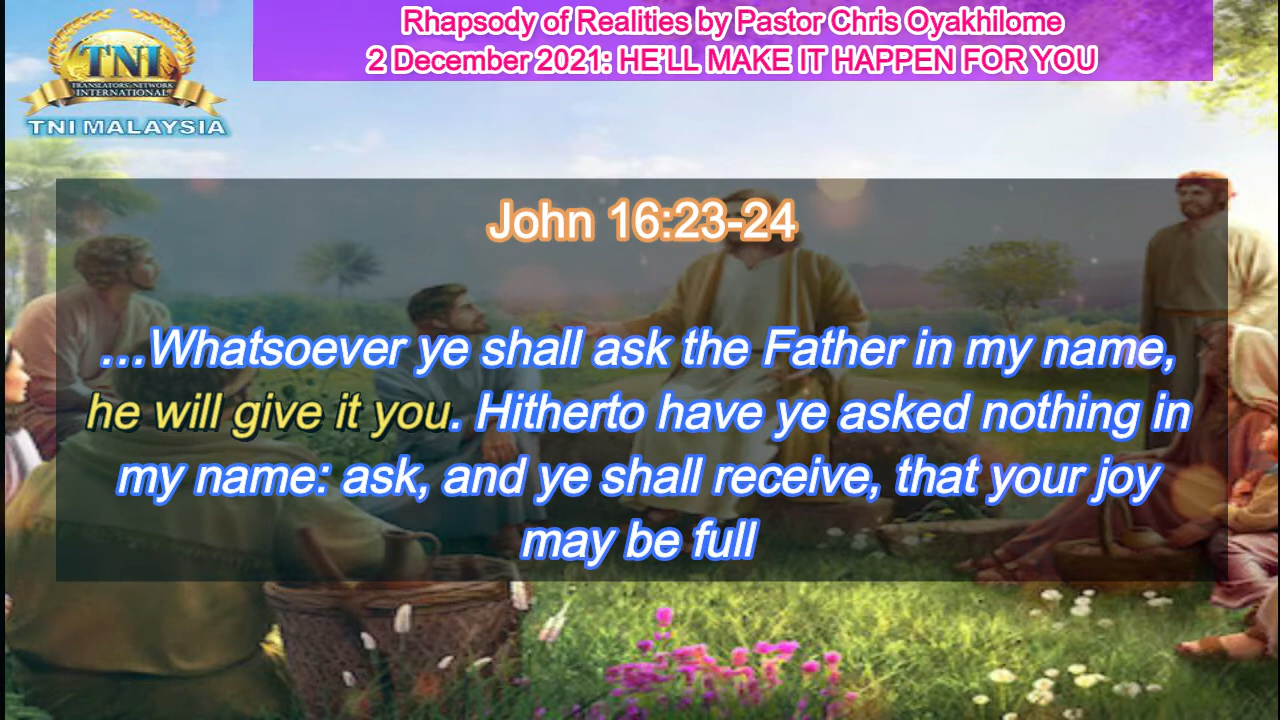 Rhapsody of Realities by Pastor Chris Oyakhilome
2 December 2021: HE'LL MAKE IT HAPPEN FOR YOU
TNI
TRANSLATORS' NETWORK
INTERNATIONAL
TNI MALAYSIA
John 16:23-24
…Whatsoever ye shall ask the Father in my name,
he will give it you. Hitherto have ye asked nothing in
my name: ask, and ye shall receive, that your joy
may be full